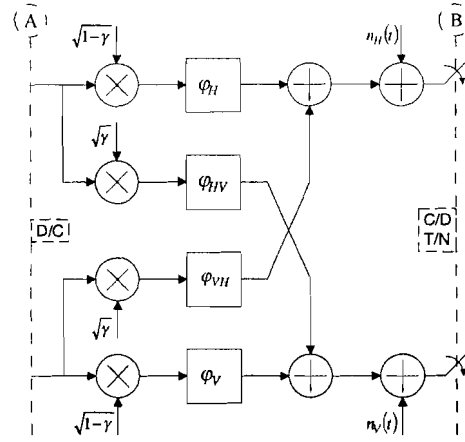 A
B
√1−γ
n_H(t)
φ_H
√γ
φ_HV
D/C
C/D
T/N
φ_VH
√γ
φ_V
√1−γ
n_V(t)